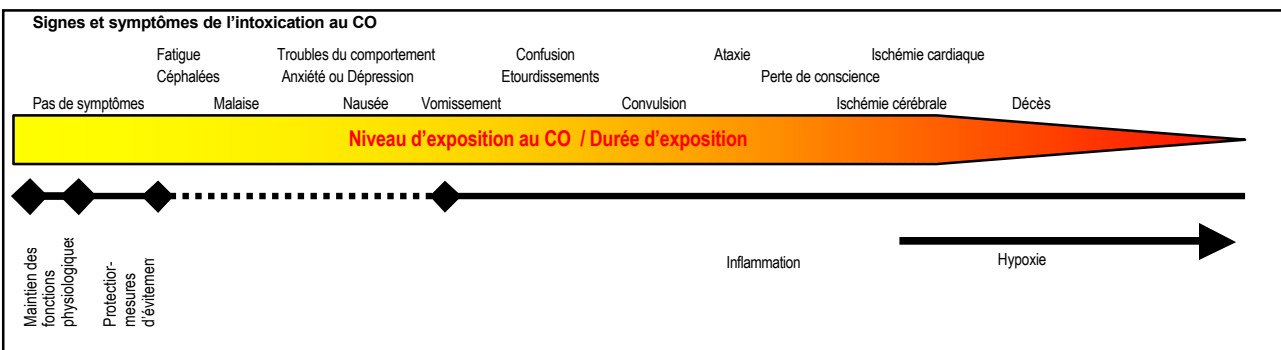 Signes et symptômes de l'intoxication au CO
Fatigue Troubles du comportement Confusion Ataxie Ischémie cardiaque
Céphalées Anxiété ou Dépression Etourdissements Perte de conscience
Pas de symptômes Malaise Nausée Vomissement Convulsion Ischémie cérébrale Décès
Niveau d'exposition au CO / Durée d'exposition
Maintien des
fonctions
physiologique
Protection-
mesures
d'évitemen
Inflammation
Hypoxie